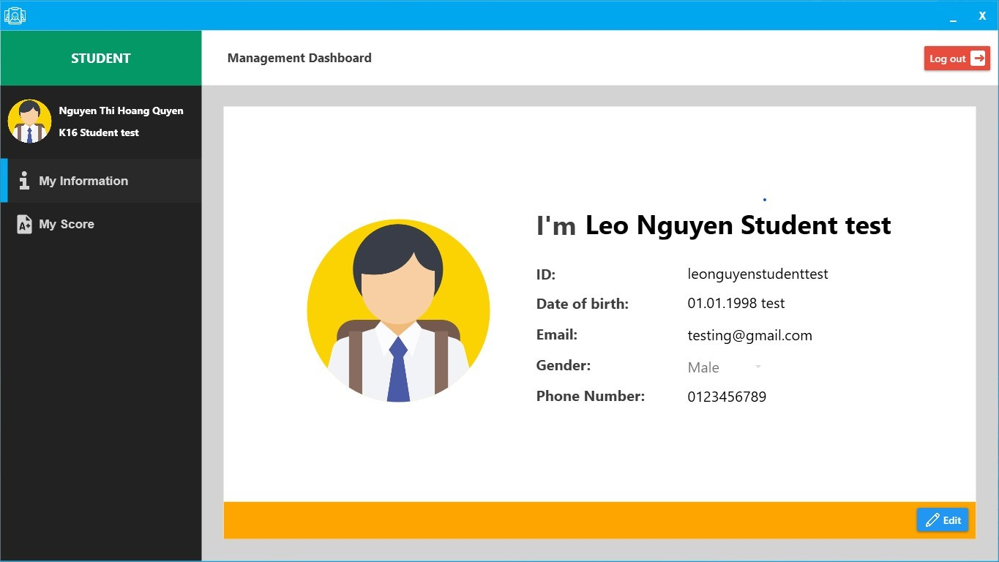 _ X
STUDENT
Management Dashboard
Log out
Nguyen Thi Hoang Quyen
K16 Student test
My Information
A+ My Score
I'm Leo Nguyen Student test
ID: leonguyenstudenttest
Date of birth: 01.01.1998 test
Email: testing@gmail.com
Gender: Male
Phone Number: 0123456789
Edit